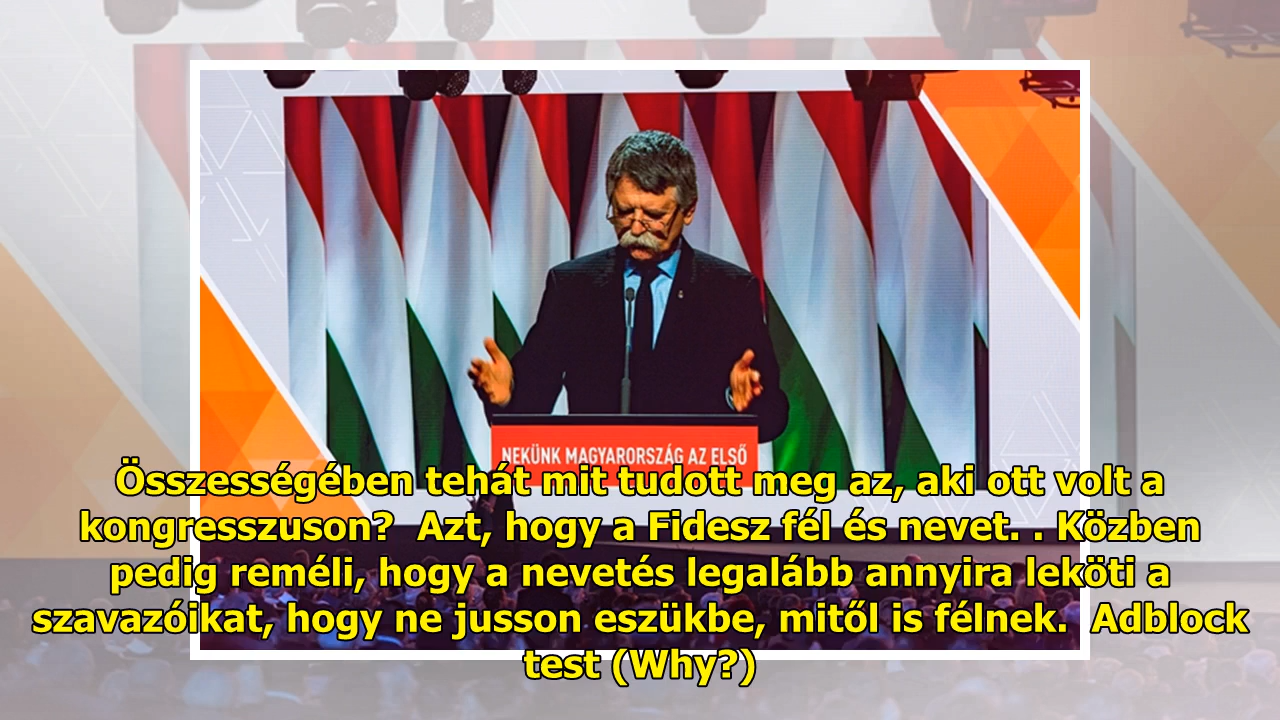 NEKÜNK MAGYARORSZÁG AZ ELSŐ
Összességében tehát mit tudott meg az, aki ott volt a
kongresszuson?  Azt, hogy a Fidesz fél és nevet. . Közben
pedig reméli, hogy a nevetés legalább annyira leköti a
szavazóikat, hogy ne jusson eszükbe, mitől is félnek.  Adblock
test (Why?)